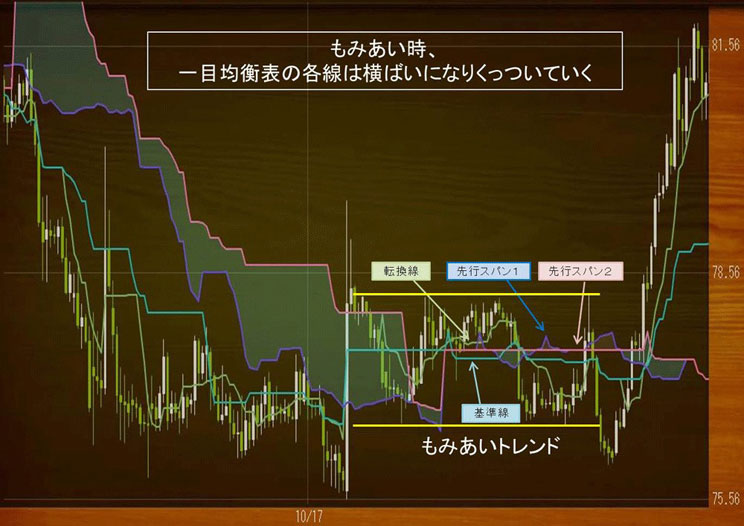 もみあい時、
一目均衡表の各線は横ばいになりくっついていく
81.56
78.56
転換線
先行スパン1
先行スパン2
基準線
もみあいトレンド
75.56
10/17